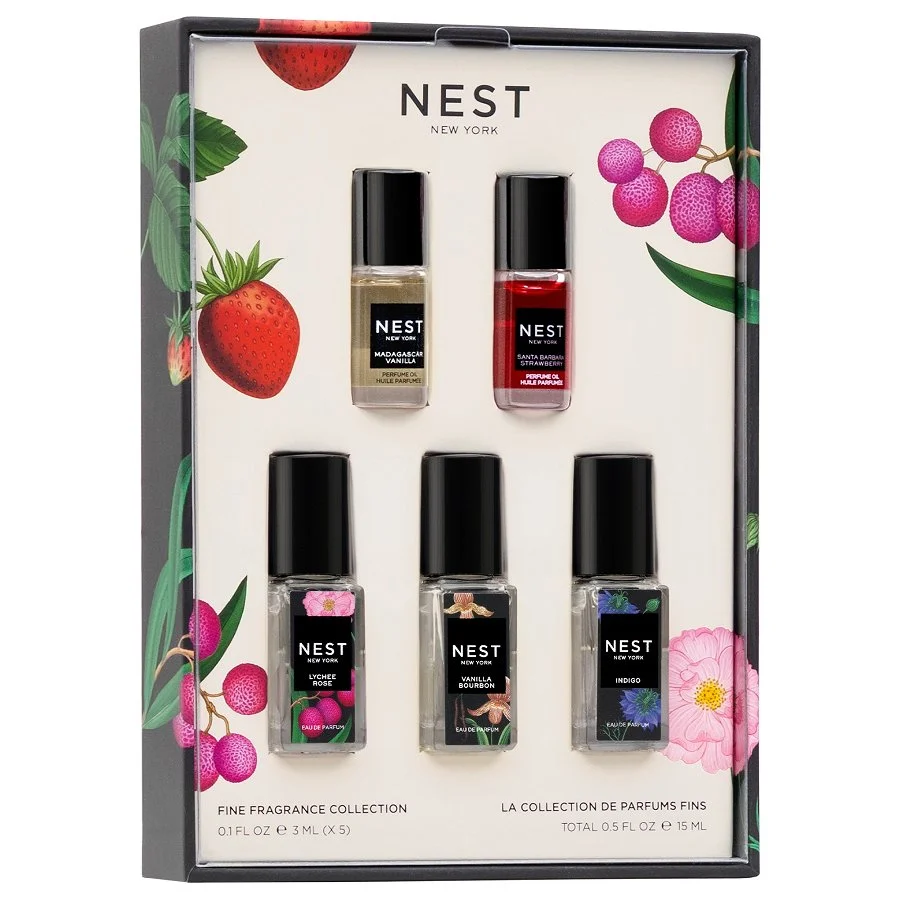 NEST
NEW YORK
NEST
NEW YORK
MADAGASCAR
VANILLA
PERFUME OIL
HUILE PARFUMÉE
NEST
NEW YORK
SANTA BARBARA
STRAWBERRY
PERFUME OIL
HUILE PARFUMÉE
NEST
NEW YORK
LYCHEE
ROSE
EAU DE PARFUM
NEST
NEW YORK
VANILLA
BOURBON
EAU DE PARFUM
NEST
NEW YORK
INDIGO
EAU DE PARFUM
FINE FRAGRANCE COLLECTION
0.1 FL OZ ℮ 3 ML (X 5)
LA COLLECTION DE PARFUMS FINS
TOTAL 0.5 FL OZ ℮ 15 ML